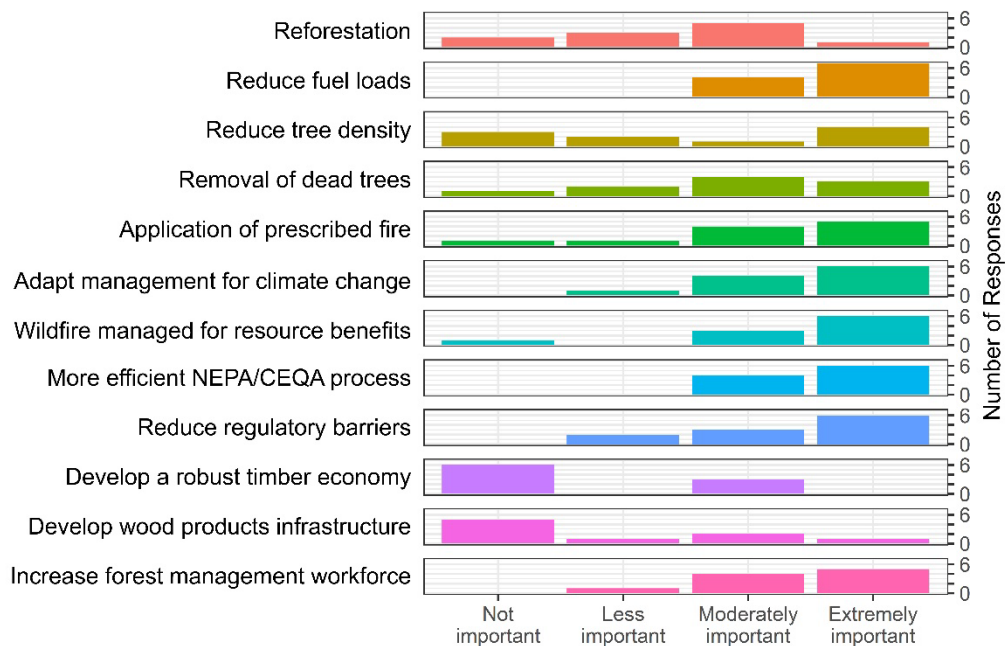 Reforestation
6
0
Reduce fuel loads
6
0
Reduce tree density
6
0
Removal of dead trees
6
0
Application of prescribed fire
6
0
Adapt management for climate change
6
0
Wildfire managed for resource benefits
6
0
More efficient NEPA/CEQA process
6
0
Reduce regulatory barriers
6
0
Develop a robust timber economy
6
0
Develop wood products infrastructure
6
0
Increase forest management workforce
6
0
Number of Responses
Not
important
Less
important
Moderately
important
Extremely
important